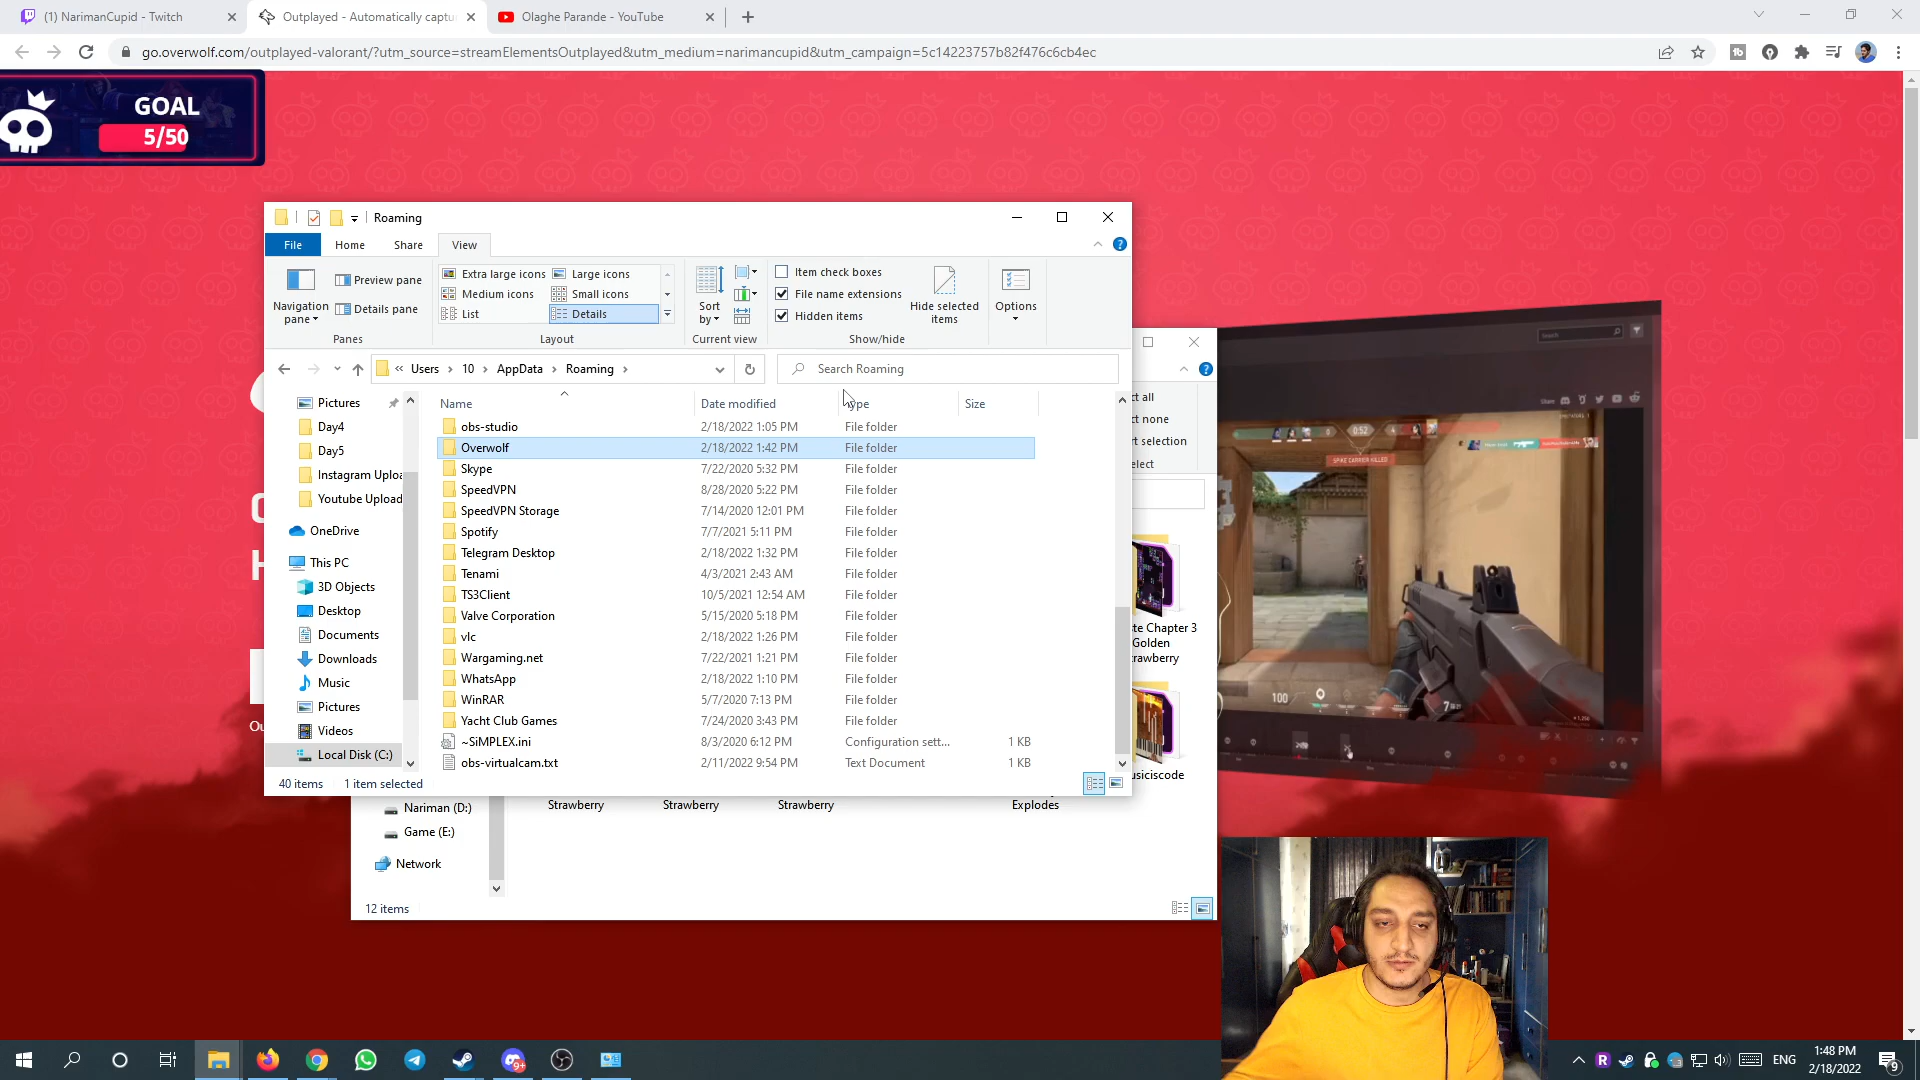 (1) NarimanCupid - Twitch
Outplayed - Automatically captu
Olaghe Parande - YouTube
go.overwolf.com/outplayed-valorant/?utm_source=streamElementsOutplayed&utm_medium=narimancupid&utm_campaign=5c14223757b82f476c6cb4ec
GOAL
5/50
Roaming
File
Home
Share
View
Navigation pane
Preview pane
Details pane
Panes
Extra large icons
Large icons
Medium icons
Small icons
List
Details
Layout
Sort by
Current view
Item check boxes
File name extensions
Hidden items
Hide selected items
Show/hide
Options
« Users › 10 › AppData › Roaming ›
Search Roaming
Pictures
Day4
Day5
Instagram Uploa
Youtube Upload
OneDrive
This PC
3D Objects
Desktop
Documents
Downloads
Music
Pictures
Videos
Local Disk (C:)
Name Date modified Type Size
obs-studio 2/18/2022 1:05 PM File folder
Overwolf 2/18/2022 1:42 PM File folder
Skype 7/22/2020 5:32 PM File folder
SpeedVPN 8/28/2020 5:22 PM File folder
SpeedVPN Storage 7/14/2020 12:01 PM File folder
Spotify 7/7/2021 5:11 PM File folder
Telegram Desktop 2/18/2022 1:32 PM File folder
Tenami 4/3/2021 2:43 AM File folder
TS3Client 10/5/2021 12:54 AM File folder
Valve Corporation 5/15/2020 5:18 PM File folder
vlc 2/18/2022 1:26 PM File folder
Wargaming.net 7/22/2021 1:21 PM File folder
WhatsApp 2/18/2022 1:10 PM File folder
WinRAR 5/7/2020 7:13 PM File folder
Yacht Club Games 7/24/2020 3:43 PM File folder
~SiMPLEX.ini 8/3/2020 6:12 PM Configuration sett... 1 KB
obs-virtualcam.txt 2/11/2022 9:54 PM Text Document 1 KB
40 items 1 item selected
ct all
ct none
rt selection
elect
ste Chapter 3
Golden
rawberry
usiciscode
Strawberry
Strawberry
Strawberry
Explodes
Nariman (D:)
Game (E:)
Network
12 items
0:52
SPIKE CARRIER KILLED
100
ENG
1:48 PM
2/18/2022
9